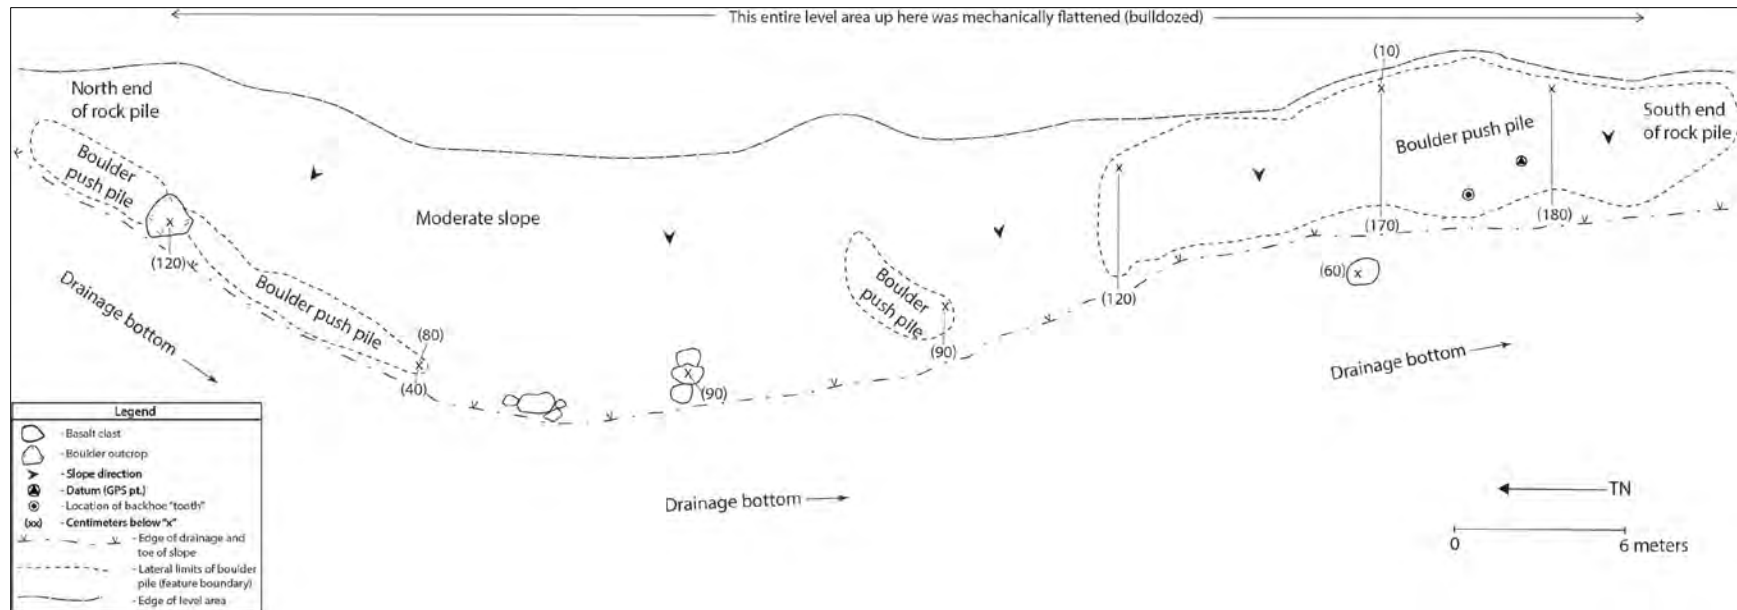 This entire level area up here was mechanically flattened (bulldozed)
(10)
North end
of rock pile
South end
of rock pile
Boulder push pile
Boulder
push pile
Moderate slope
(120)
(170)
(180)
(60)
(120)
Boulder
push pile
(90)
Boulder push pile
(80)
(40)
(90)
Drainage bottom
Drainage bottom
Drainage bottom
TN
0
6 meters
Legend
- Basalt clast
- Boulder outcrop
- Slope direction
- Datum (GPS pt.)
- Location of backhoe "tooth"
(xx) - Centimeters below "x"
- Edge of drainage and
toe of slope
- Lateral limits of boulder
pile (feature boundary)
- Edge of level area